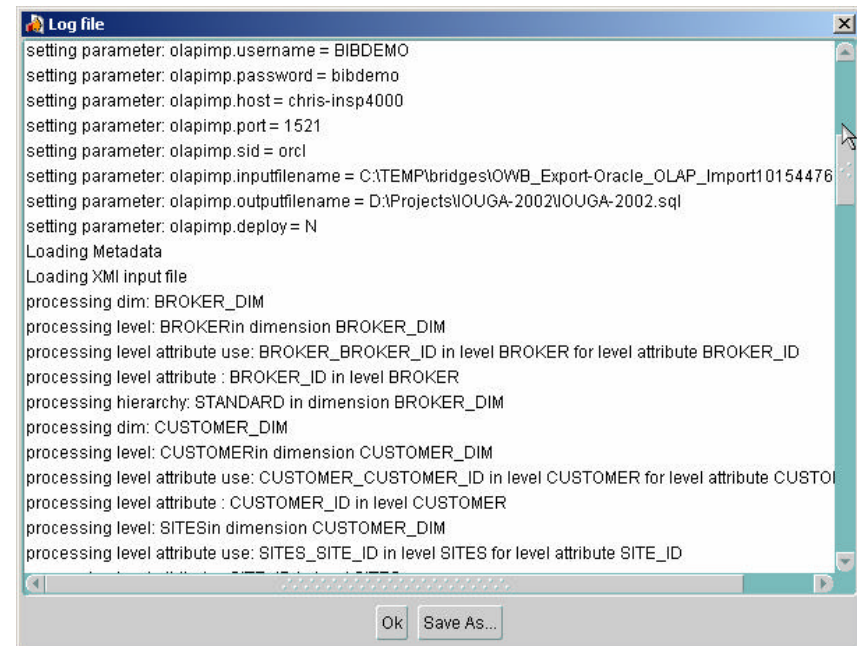 Log file
setting parameter: olapimp.username = BIBDEMO
setting parameter: olapimp.password = bibdemo
setting parameter: olapimp.host = chris-insp4000
setting parameter: olapimp.port = 1521
setting parameter: olapimp.sid = orcl
setting parameter: olapimp.inputfilename = C:\TEMP\bridges\OWB_Export-Oracle_OLAP_Import10154476
setting parameter: olapimp.outputfilename = D:\Projects\IOUGA-2002\IOUGA-2002.sql
setting parameter: olapimp.deploy = N
Loading Metadata
Loading XMI input file
processing dim: BROKER_DIM
processing level: BROKERin dimension BROKER_DIM
processing level attribute use: BROKER_BROKER_ID in level BROKER for level attribute BROKER_ID
processing level attribute : BROKER_ID in level BROKER
processing hierarchy: STANDARD in dimension BROKER_DIM
processing dim: CUSTOMER_DIM
processing level: CUSTOMERin dimension CUSTOMER_DIM
processing level attribute use: CUSTOMER_CUSTOMER_ID in level CUSTOMER for level attribute CUSTO
processing level attribute : CUSTOMER_ID in level CUSTOMER
processing level: SITESin dimension CUSTOMER_DIM
processing level attribute use: SITES_SITE_ID in level SITES for level attribute SITE_ID
Ok Save As...